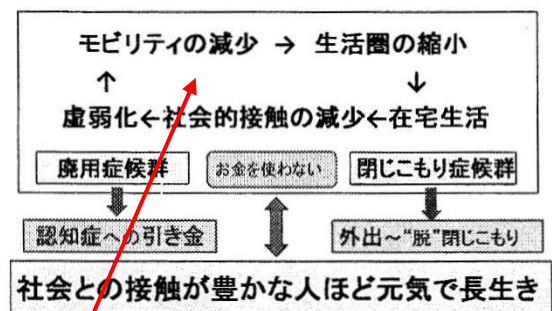 モビリティの減少 → 生活圏の縮小
↑ ↓
虚弱化←社会的接触の減少←在宅生活
廃用症候群 お金を使わない 閉じこもり症候群
認知症への引き金 外出~“脱”閉じこもり
社会との接触が豊かな人ほど元気で長生き